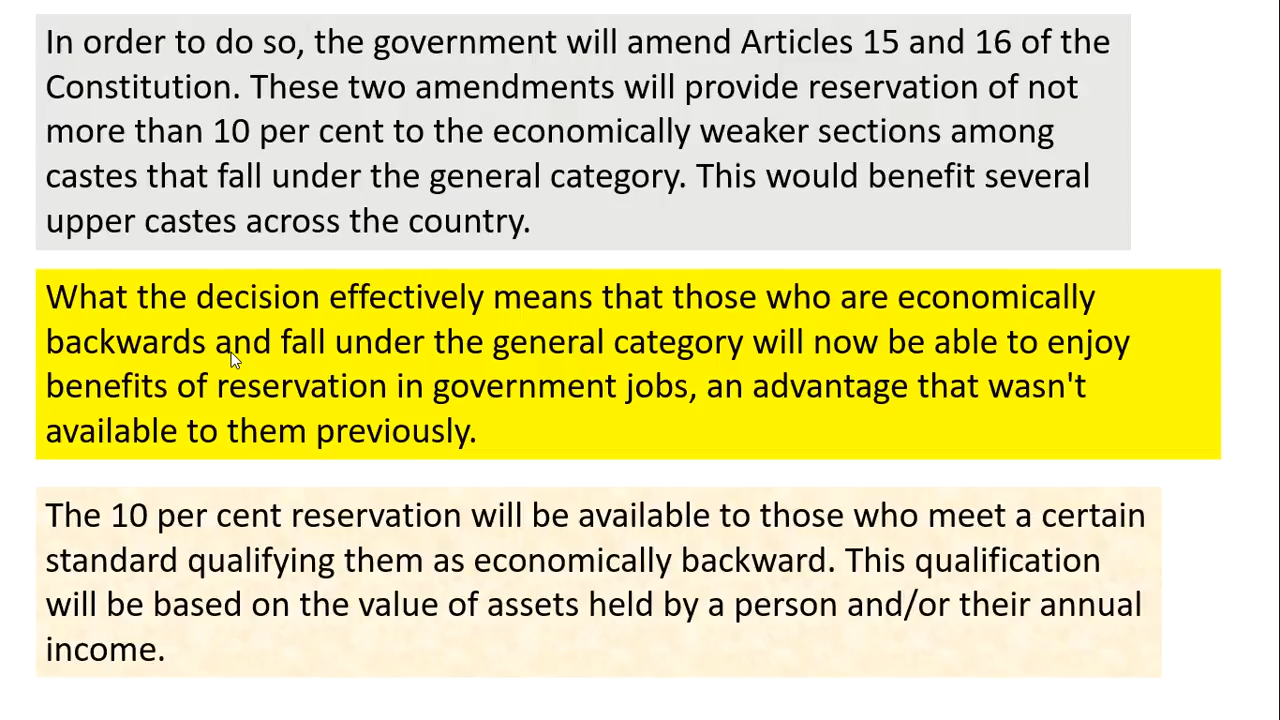 In order to do so, the government will amend Articles 15 and 16 of the
Constitution. These two amendments will provide reservation of not
more than 10 per cent to the economically weaker sections among
castes that fall under the general category. This would benefit several
upper castes across the country.
What the decision effectively means that those who are economically
backwards and fall under the general category will now be able to enjoy
benefits of reservation in government jobs, an advantage that wasn't
available to them previously.
The 10 per cent reservation will be available to those who meet a certain
standard qualifying them as economically backward. This qualification
will be based on the value of assets held by a person and/or their annual
income.